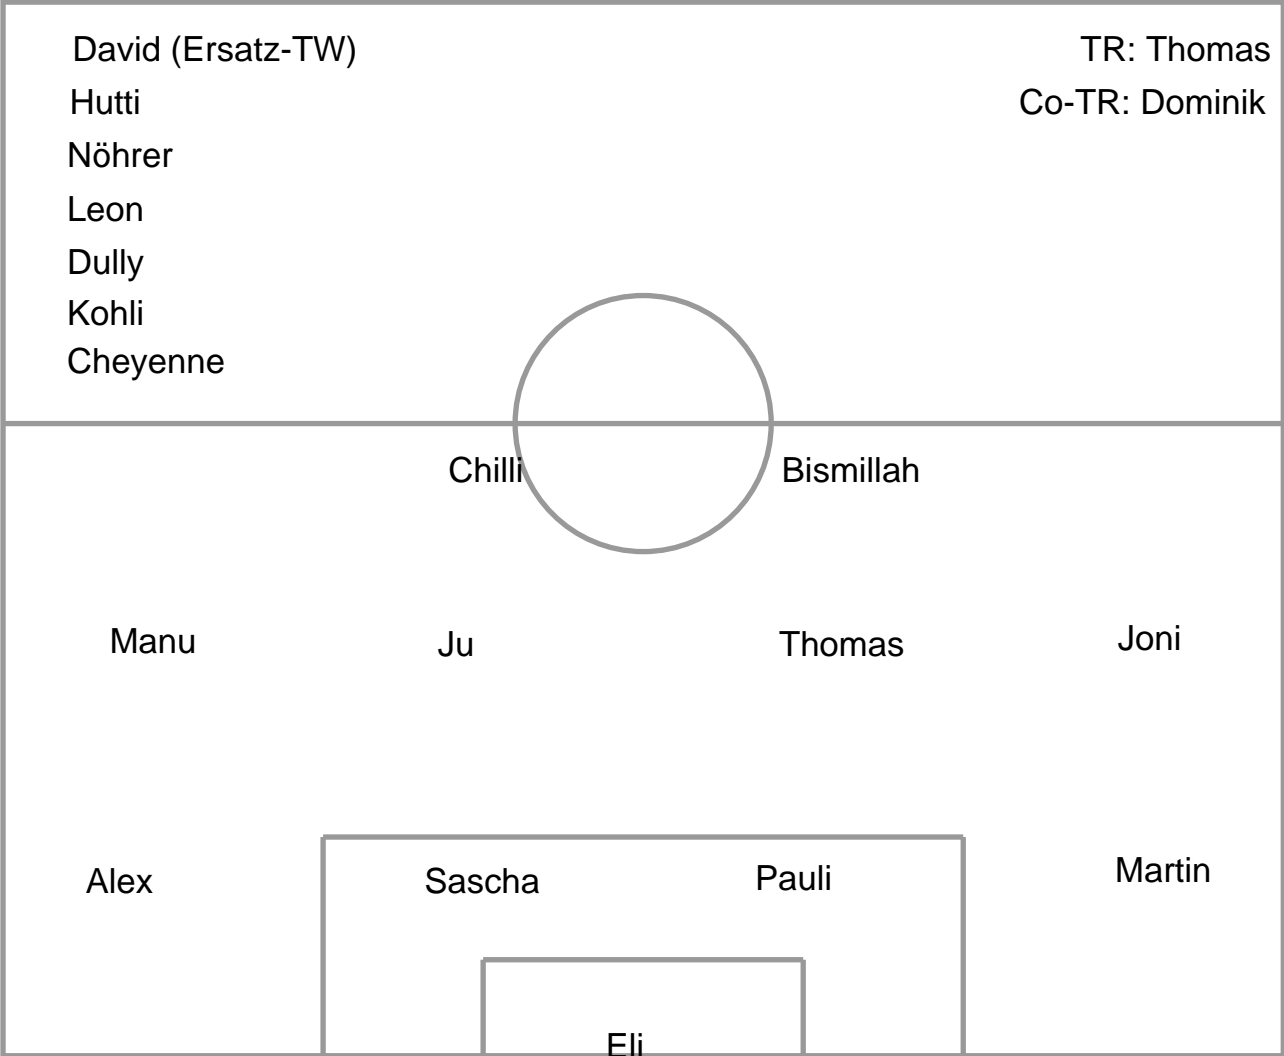 David (Ersatz-TW)
TR: Thomas
Hutti
Co-TR: Dominik
Nöhrer
Leon
Dully
Kohli
Cheyenne
Chilli
Bismillah
Manu
Ju
Thomas
Joni
Alex
Sascha
Pauli
Martin
Eli